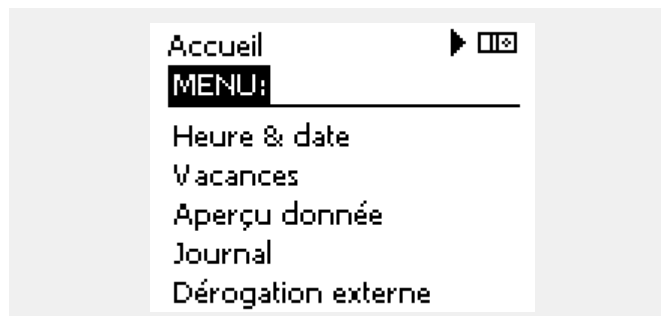 Accueil
MENU:
Heure & date
Vacances
Aperçu donnée
Journal
Dérogation externe